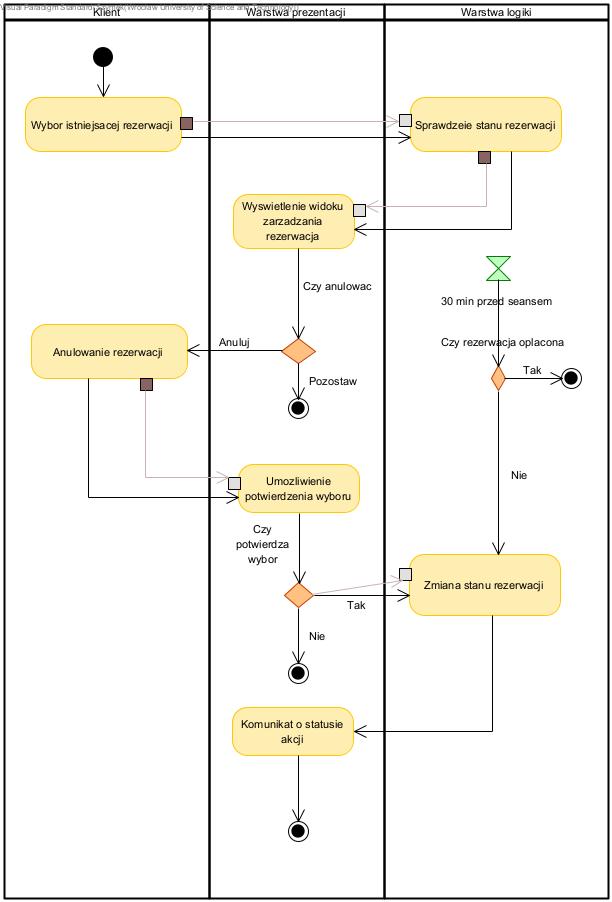 Visual Paradigm Standard(Wroclaw University of Science and Technology)
Klient
Warstwa prezentacji
Warstwa logiki
Wybor istniejsacej rezerwacji
Sprawdzeie stanu rezerwacji
Wyswietlenie widoku
zarzadzania
rezerwacja
Czy anulowac
30 min przed seansem
Czy rezerwacja oplacona
Tak
Anuluj
Anulowanie rezerwacji
Pozostaw
Nie
Umozliwienie
potwierdzenia wyboru
Czy
potwierdza
wybor
Zmiana stanu rezerwacji
Tak
Nie
Komunikat o statusie
akcji